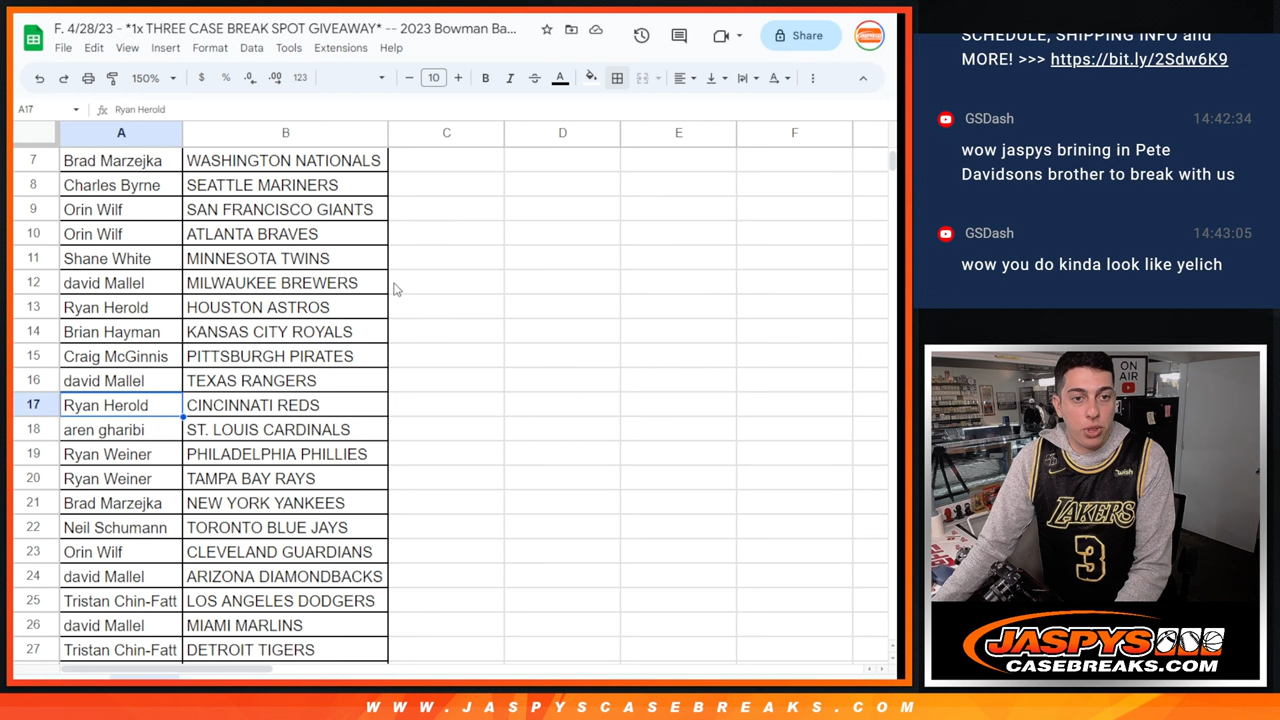 F. 4/28/23 - *1x THREE CASE BREAK SPOT GIVEAWAY* -- 2023 Bowman Ba...
Share
File Edit View Insert Format Data Tools Extensions Help
150% $ % .0 .00 123 10 B I S A
A17 fx Ryan Herold
A B C D E F
7 Brad Marzejka WASHINGTON NATIONALS
8 Charles Byrne SEATTLE MARINERS
9 Orin Wilf SAN FRANCISCO GIANTS
10 Orin Wilf ATLANTA BRAVES
11 Shane White MINNESOTA TWINS
12 david Mallel MILWAUKEE BREWERS
13 Ryan Herold HOUSTON ASTROS
14 Brian Hayman KANSAS CITY ROYALS
15 Craig McGinnis PITTSBURGH PIRATES
16 david Mallel TEXAS RANGERS
17 Ryan Herold CINCINNATI REDS
18 aren gharibi ST. LOUIS CARDINALS
19 Ryan Weiner PHILADELPHIA PHILLIES
20 Ryan Weiner TAMPA BAY RAYS
21 Brad Marzejka NEW YORK YANKEES
22 Neil Schumann TORONTO BLUE JAYS
23 Orin Wilf CLEVELAND GUARDIANS
24 david Mallel ARIZONA DIAMONDBACKS
25 Tristan Chin-Fatt LOS ANGELES DODGERS
26 david Mallel MIAMI MARLINS
27 Tristan Chin-Fatt DETROIT TIGERS
SCHEDULE, SHIPPING INFO and
MORE! >>> https://bit.ly/2Sdw6K9
GSDash 14:42:34
wow jaspys brining in Pete
Davidsons brother to break with us
GSDash 14:43:05
wow you do kinda look like yelich
ON
AIR
wish
LAKERS
3
JASPYS
CASEBREAKS.COM
WWW.JASPYSCASEBREAKS.COM